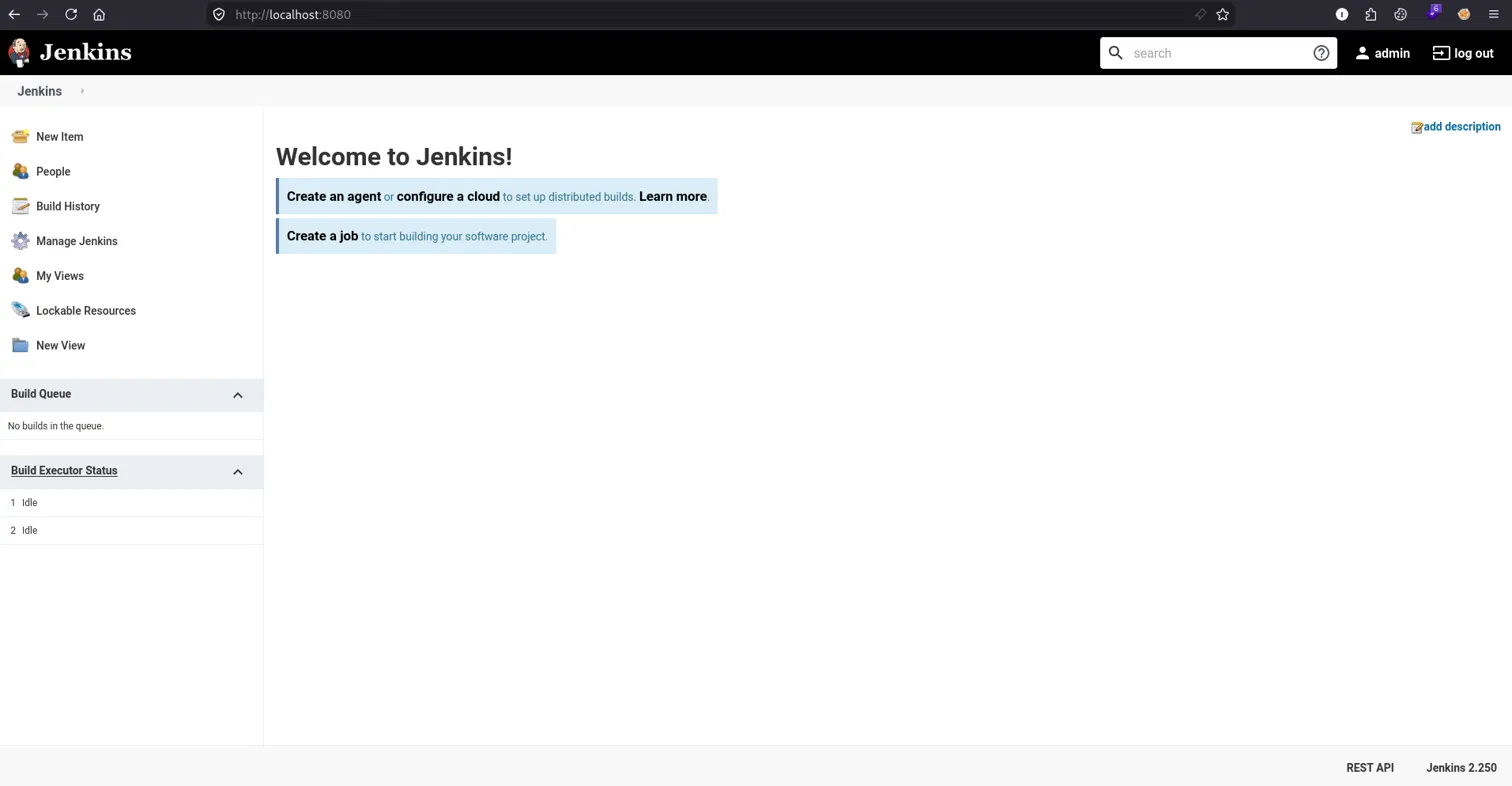 http://localhost:8080
6
Jenkins
search
admin
log out
Jenkins
New Item
People
Build History
Manage Jenkins
My Views
Lockable Resources
New View
Build Queue
No builds in the queue.
Build Executor Status
1 Idle
2 Idle
add description
Welcome to Jenkins!
Create an agent or configure a cloud to set up distributed builds. Learn more.
Create a job to start building your software project.
REST API
Jenkins 2.250